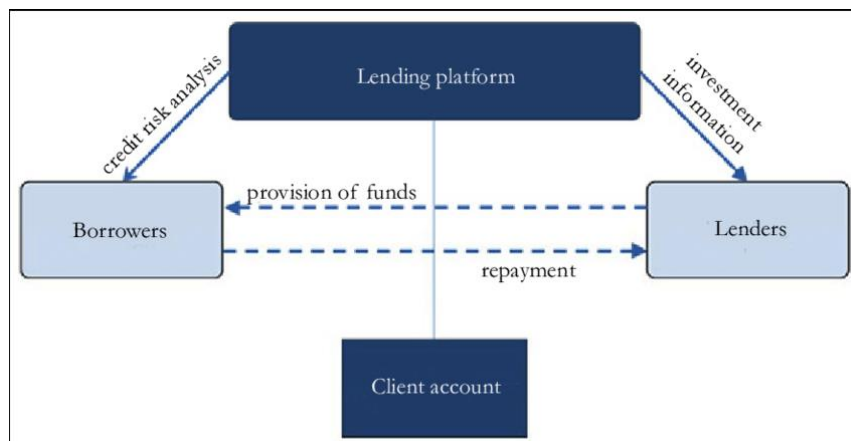 Lending platform
credit risk analysis
investment
information
provision of funds
Borrowers
Lenders
repayment
Client account